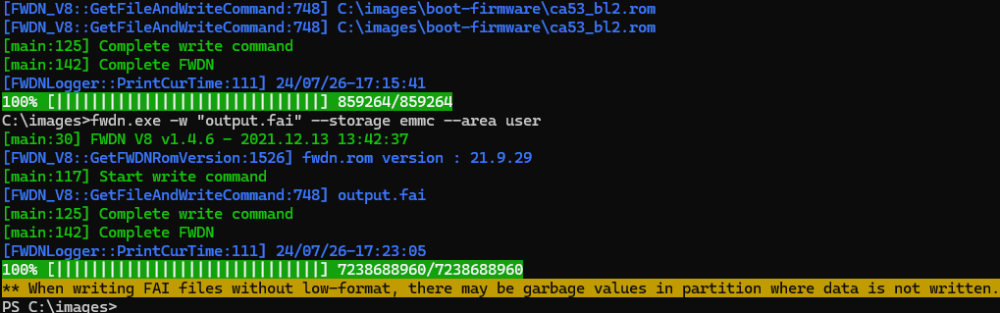 [FWDN_V8::GetFileAndWriteCommand:748] C:\images\boot-firmware\ca53_bl2.rom
[FWDN_V8::GetFileAndWriteCommand:748] C:\images\boot-firmware\ca53_bl2.rom
[main:125] Complete write command
[main:142] Complete FWDN
[FWDNLogger::PrintCurTime:111] 24/07/26-17:15:41
100% [||||||||||||||||||||||||||||||] 859264/859264
C:\images>fwdn.exe -w "output.fai" --storage emmc --area user
[main:30] FWDN V8 v1.4.6 - 2021.12.13 13:42:37
[FWDN_V8::GetFWDNRomVersion:1526] fwdn.rom version : 21.9.29
[main:117] Start write command
[FWDN_V8::GetFileAndWriteCommand:748] output.fai
[main:125] Complete write command
[main:142] Complete FWDN
[FWDNLogger::PrintCurTime:111] 24/07/26-17:23:05
100% [||||||||||||||||||||||||||||||] 7238688960/7238688960
** When writing FAI files without low-format, there may be garbage values in partition where data is not written.
PS C:\images>